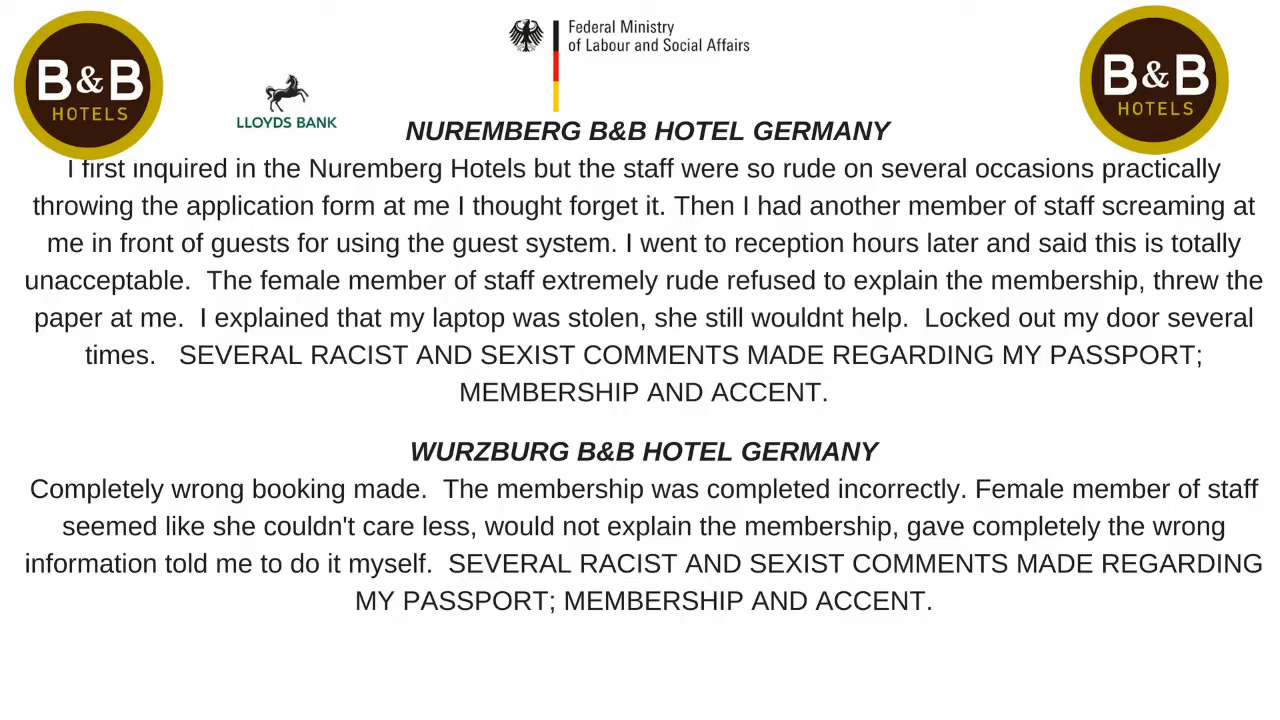 B&B
HOTELS
LLOYDS BANK
Federal Ministry
of Labour and Social Affairs
B&B
HOTELS
NUREMBERG B&B HOTEL GERMANY
I first inquired in the Nuremberg Hotels but the staff were so rude on several occasions practically
throwing the application form at me I thought forget it. Then I had another member of staff screaming at
me in front of guests for using the guest system. I went to reception hours later and said this is totally
unacceptable.  The female member of staff extremely rude refused to explain the membership, threw the
paper at me.  I explained that my laptop was stolen, she still wouldnt help.  Locked out my door several
times.   SEVERAL RACIST AND SEXIST COMMENTS MADE REGARDING MY PASSPORT;
MEMBERSHIP AND ACCENT.
WURZBURG B&B HOTEL GERMANY
Completely wrong booking made.  The membership was completed incorrectly. Female member of staff
seemed like she couldn't care less, would not explain the membership, gave completely the wrong
information told me to do it myself.  SEVERAL RACIST AND SEXIST COMMENTS MADE REGARDING
MY PASSPORT; MEMBERSHIP AND ACCENT.